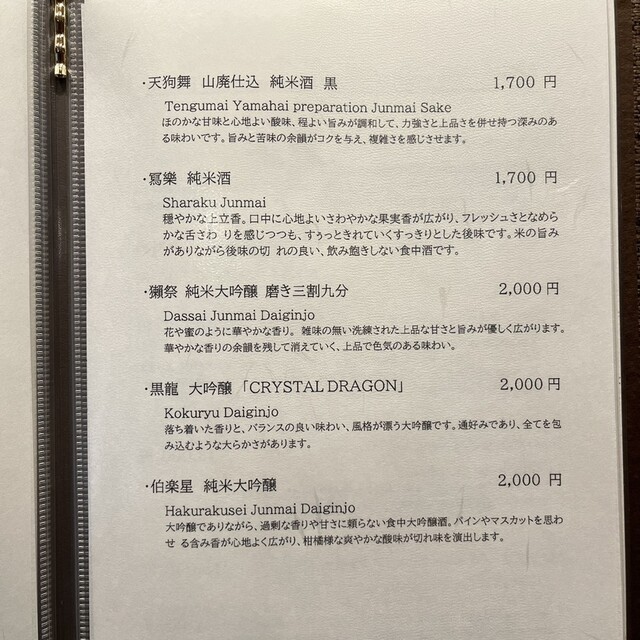 ・天狗舞 山廃仕込 純米酒 黒 1,700 円
Tengumai Yamahai preparation Junmai Sake
ほのかな甘味と心地よい酸味、程よい旨みが調和して、力強さと上品さを併せ持つ深みのあ
る味わいです。旨みと苦味の余韻がコクを与え、複雑さを感じさせます。
・冩樂 純米酒 1,700 円
Sharaku Junmai
穏やかな上立香。口中に心地よいさわやかな果実香が広がり、フレッシュさとなめら
かな舌さわ りを感じつつも、すぅっときれていくすっきりとした後味です。米の旨み
がありながら後味の切 れの良い、飲み飽きしない食中酒です。
・獺祭 純米大吟醸 磨き三割九分 2,000 円
Dassai Junmai Daiginjo
花や蜜のように華やかな香り。 雑味の無い洗練された上品な甘さと旨みが優しく広がります。
華やかな香りの余韻を残して消えていく、上品で色気のある味わい。
・黒龍 大吟醸 「CRYSTAL DRAGON」 2,000 円
Kokuryu Daiginjo
落ち着いた香りと、バランスの良い味わい、風格が漂う大吟醸です。通好みであり、全てを包
み込むような大らかさがあります。
・伯楽星 純米大吟醸 2,000 円
Hakurakusei Junmai Daiginjo
大吟醸でありながら、過剰な香りや甘さに頼らない食中大吟醸酒。パインやマスカットを思わ
せ る含み香が心地よく広がり、柑橘様な爽やかな酸味が切れ味を演出します。